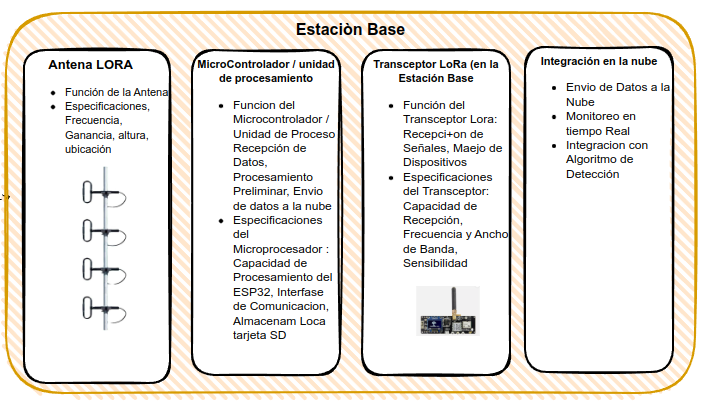 Estaciòn Base
Antena LORA
Función de la Antena
Especificaciones,
Frecuencia,
Ganancia, altura,
ubicación
MicroControlador / unidad
de procesamiento
Funcion del
Microcontrolador /
Unidad de Proceso
Recepción de
Datos,
Procesamiento
Preliminar, Envio
de datos a la nube
Especificaciones
del
Microprocesador :
Capacidad de
Procesamiento del
ESP32, Interfase
de Comunicacion,
Almacenam Loca
tarjeta SD
Transceptor LoRa (en la
Estación Base
Función del
Transceptor Lora:
Recepci+on de
Señales, Maejo de
Dispositivos
Especificaciones
del Transceptor:
Capacidad de
Recepción,
Frecuencia y Ancho
de Banda,
Sensibilidad
Integración en la nube
Envio de Datos a la
Nube
Monitoreo en
tiempo Real
Integracion con
Algoritmo de
Detección